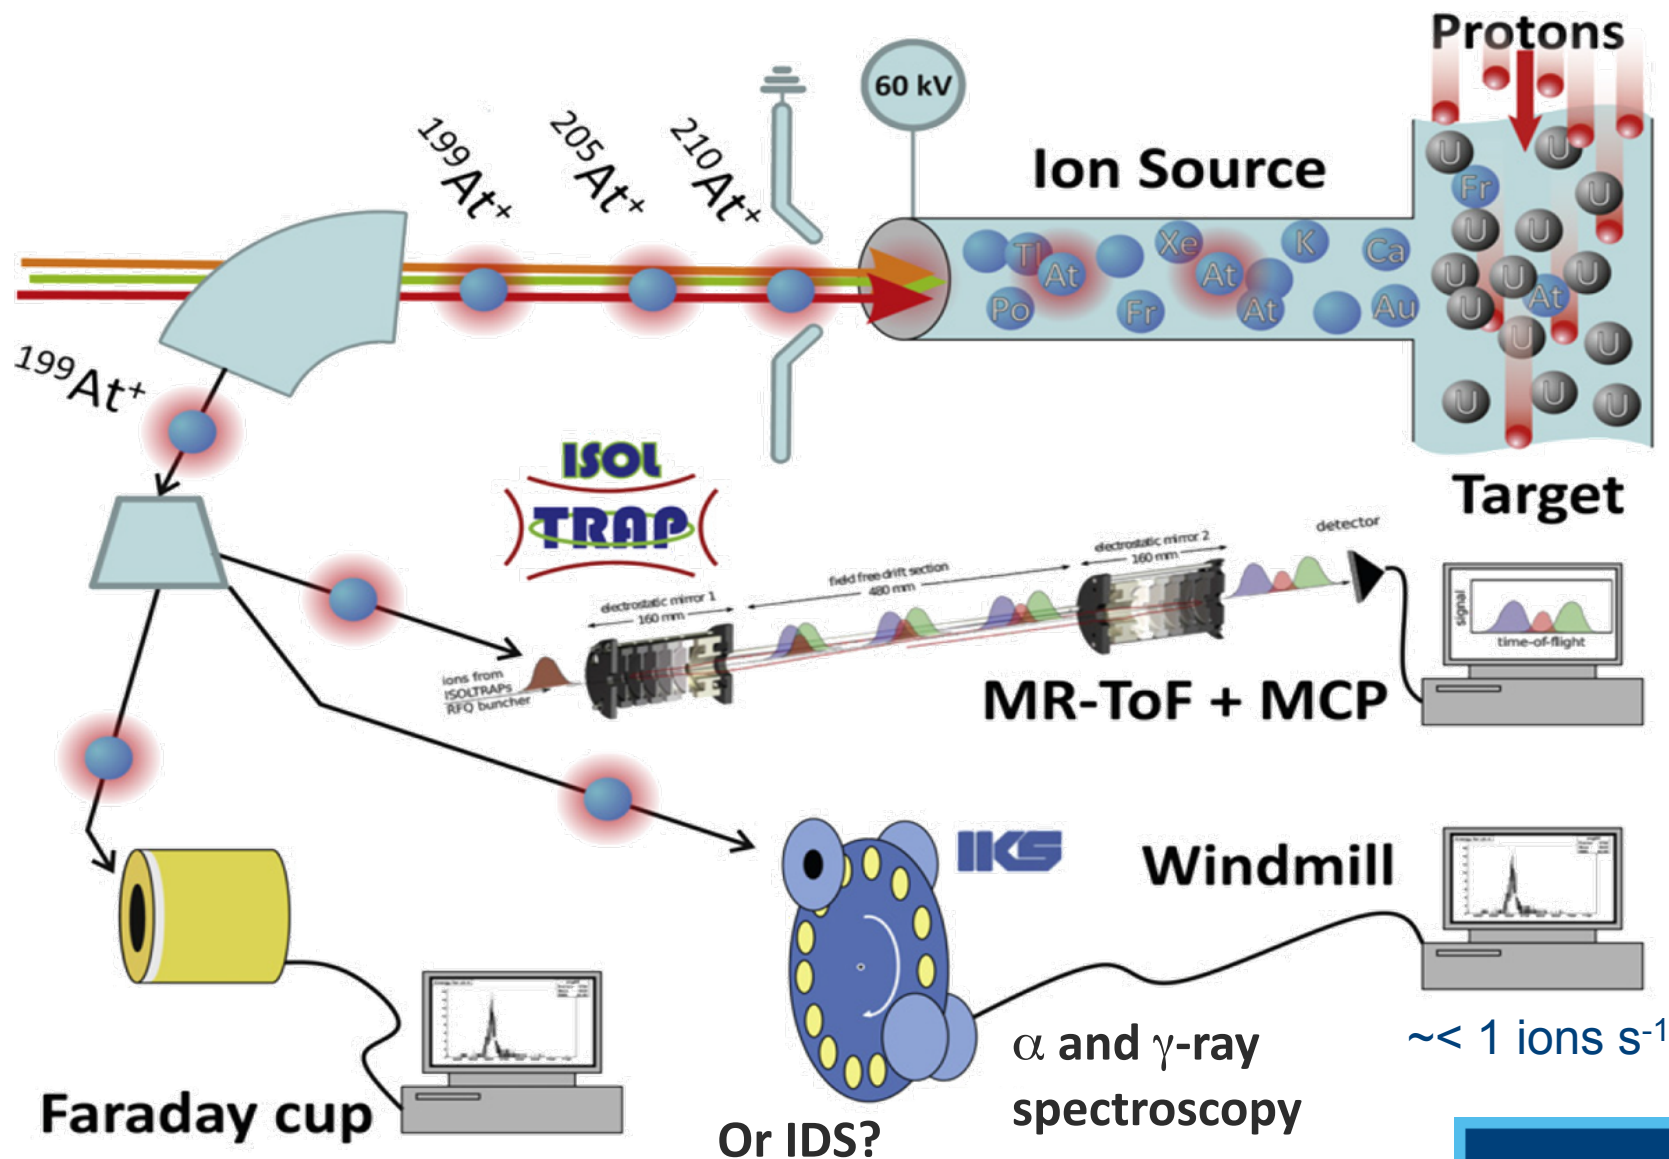 Protons
60 kV
199At+
205At+
210At+
Ion Source
U
U
Fr
U
Tl
Xe
K
Ca
U
U
At
At
U
U
U
At
Po
Fr
At
Au
U
U
U
199At+
U
U
U
Target
ISOL
TRAP
detector
electrostatic mirror 2
160 mm
field free drift section
480 mm
electrostatic mirror 1
160 mm
signal
time-of-flight
ions from
ISOLTRAPs
RFQ buncher
MR-ToF + MCP
IKS
Windmill
α and γ-ray
spectroscopy
~< 1 ions s-1
Faraday cup
Or IDS?